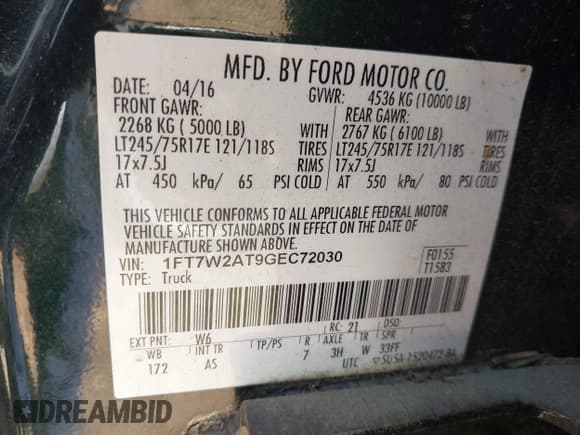 MFD. BY FORD MOTOR CO.
DATE: 04/16 GVWR: 4536 KG (10000 LB)
FRONT GAWR: REAR GAWR:
2268 KG ( 5000 LB) WITH 2767 KG ( 6100 LB) WITH
LT245/75R17E 121/118S TIRES LT245/75R17E 121/118S TIRES
17x7.5J RIMS 17x7.5J RIMS
AT 450 kPa/ 65 PSI COLD AT 550 kPa/ 80 PSI COLD
THIS VEHICLE CONFORMS TO ALL APPLICABLE FEDERAL MOTOR
VEHICLE SAFETY STANDARDS IN EFFECT ON THE DATE OF
MANUFACTURE SHOWN ABOVE.
VIN: 1FT7W2AT9GEC72030 F0155
TYPE: Truck T1583
EXT PNT: W6 RC: 21 DSO:
WB INT TR TP/PS R AXLE TR SPR
172 AS 7 3H W 33FF
UTC
DREAMBID